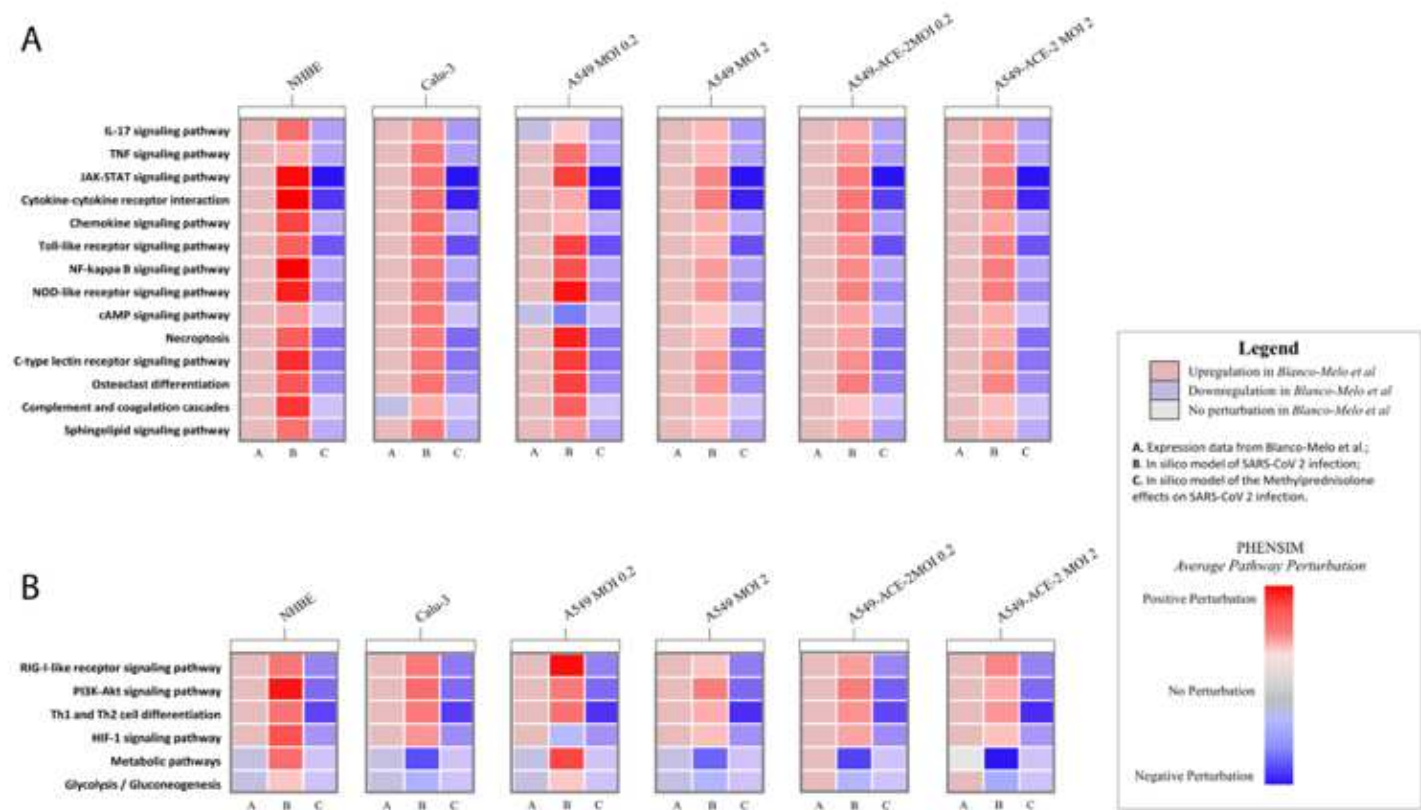 A
NHBE
Calu-3
A549 MOI 0.2
A549 MOI 2
A549-ACE-2MOI 0.2
A549-ACE-2 MOI 2
IL-17 signaling pathway
TNF signaling pathway
JAK-STAT signaling pathway
Cytokine-cytokine receptor interaction
Chemokine signaling pathway
Toll-like receptor signaling pathway
NF-kappa B signaling pathway
NOD-like receptor signaling pathway
cAMP signaling pathway
Necroptosis
C-type lectin receptor signaling pathway
Osteoclast differentiation
Complement and coagulation cascades
Sphingolipid signaling pathway
A B C A B C A B C A B C A B C A B C
Legend
Upregulation in Blanco-Melo et al
Downregulation in Blanco-Melo et al
No perturbation in Blanco-Melo et al
A. Expression data from Blanco-Melo et al.;
B. In silico model of SARS-CoV 2 infection;
C. In silico model of the Methylprednisolone
effects on SARS-CoV 2 infection.
PHENSIM
Average Pathway Perturbation
Positive Perturbation
No Perturbation
Negative Perturbation
B
NHBE
Calu-3
A549 MOI 0.2
A549 MOI 2
A549-ACE-2MOI 0.2
A549-ACE-2 MOI 2
RIG-I-like receptor signaling pathway
PI3K-Akt signaling pathway
Th1 and Th2 cell differentiation
HIF-1 signaling pathway
Metabolic pathways
Glycolysis / Gluconeogenesis
A B C A B C A B C A B C A B C A B C